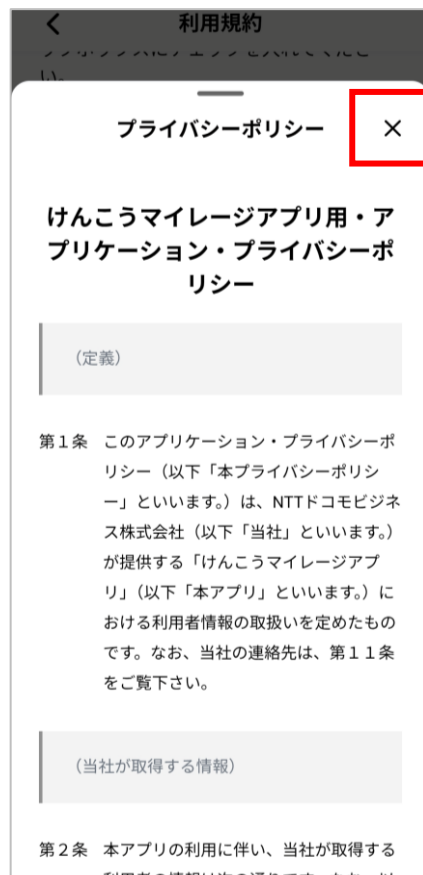 利用規約
い。
プライバシーポリシー
けんこうマイレージアプリ用・ア
プリケーション・プライバシーポ
リシー
（定義）
第１条 このアプリケーション・プライバシーポ
リシー（以下「本プライバシーポリシ
ー」といいます。）は、NTTドコモビジネ
ス株式会社（以下「当社」といいます。）
が提供する「けんこうマイレージアプ
リ」（以下「本アプリ」といいます。）に
おける利用者情報の取扱いを定めたもの
です。なお、当社の連絡先は、第１１条
をご覧下さい。
（当社が取得する情報）
第２条 本アプリの利用に伴い、当社が取得する